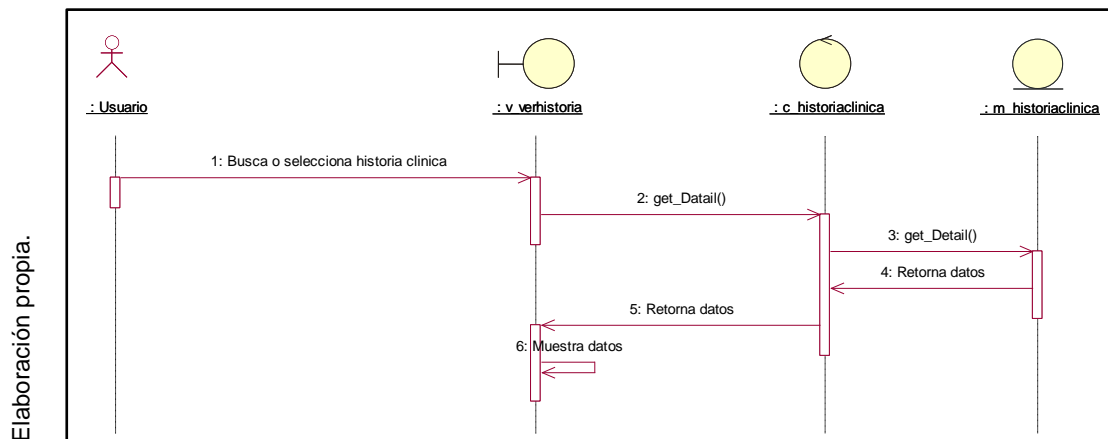 : Usuario
: v_verhistoria
: c_historiaclinica
: m_historiaclinica
1: Busca o selecciona historia clinica
2: get_Datail()
3: get_Detail()
4: Retorna datos
5: Retorna datos
6: Muestra datos
Elaboración propia.